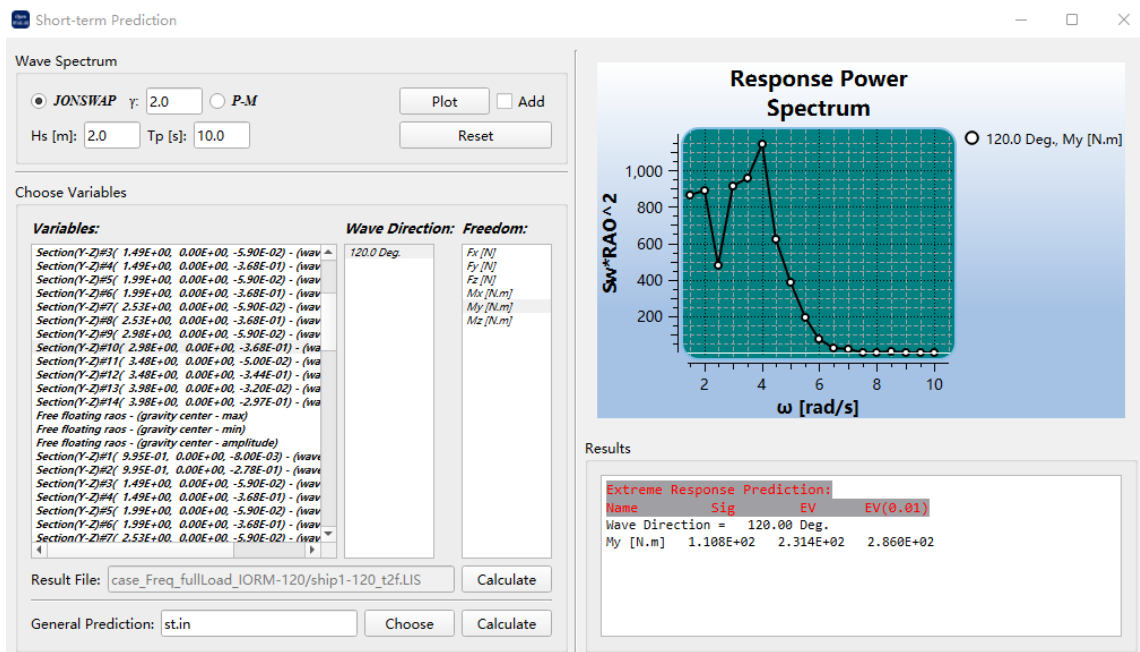 Short-term Prediction
Wave Spectrum
JONSWAP γ: 2.0 P-M Plot Add
Hs [m]: 2.0 Tp [s]: 10.0 Reset
Choose Variables
Variables: Wave Direction: Freedom:
Section(Y-Z)#3( 1.49E+00, 0.00E+00, -5.90E-02) - (wav
Section(Y-Z)#4( 1.49E+00, 0.00E+00, -3.68E-01) - (wav
Section(Y-Z)#5( 1.99E+00, 0.00E+00, -5.90E-02) - (wav
Section(Y-Z)#6( 1.99E+00, 0.00E+00, -3.68E-01) - (wav
Section(Y-Z)#7( 2.53E+00, 0.00E+00, -5.90E-02) - (wav
Section(Y-Z)#8( 2.53E+00, 0.00E+00, -3.68E-01) - (wav
Section(Y-Z)#9( 2.98E+00, 0.00E+00, -5.90E-02) - (wav
Section(Y-Z)#10( 2.98E+00, 0.00E+00, -3.68E-01) - (wa
Section(Y-Z)#11( 3.48E+00, 0.00E+00, -5.00E-02) - (wa
Section(Y-Z)#12( 3.48E+00, 0.00E+00, -3.44E-01) - (wa
Section(Y-Z)#13( 3.98E+00, 0.00E+00, -3.20E-02) - (wa
Section(Y-Z)#14( 3.98E+00, 0.00E+00, -2.97E-01) - (wa
Free floating raos - (gravity center - max)
Free floating raos - (gravity center - min)
Free floating raos - (gravity center - amplitude)
Section(Y-Z)#1( 9.95E-01, 0.00E+00, -8.00E-03) - (wave
Section(Y-Z)#2( 9.95E-01, 0.00E+00, -2.78E-01) - (wave
Section(Y-Z)#3( 1.49E+00, 0.00E+00, -5.90E-02) - (wav
Section(Y-Z)#4( 1.49E+00, 0.00E+00, -3.68E-01) - (wav
Section(Y-Z)#5( 1.99E+00, 0.00E+00, -5.90E-02) - (wav
Section(Y-Z)#6( 1.99E+00, 0.00E+00, -3.68E-01) - (wav
Section(Y-Z)#7( 2.53E+00, 0.00E+00, -5.90E-02) - (wav
120.0 Deg.
Fx [N]
Fy [N]
Fz [N]
Mx [N.m]
My [N.m]
Mz [N.m]
Result File: case_Freq_fullLoad_IORM-120/ship1-120_t2f.LIS Calculate
General Prediction: st.in Choose Calculate
Response Power
Spectrum
120.0 Deg., My [N.m]
Sw*RAO^2
1,000
800
600
400
200
2 4 6 8 10
ω [rad/s]
Results
Extreme Response Prediction:
Name Sig EV EV(0.01)
Wave Direction = 120.00 Deg.
My [N.m] 1.108E+02 2.314E+02 2.860E+02